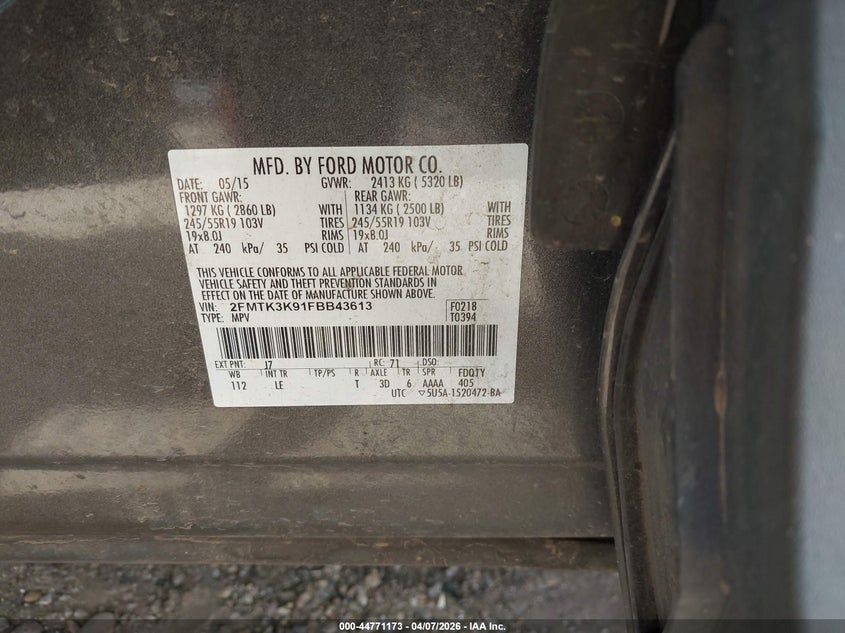 MFD. BY FORD MOTOR CO.
DATE: 05/15 GVWR: 2413 KG ( 5320 LB)
FRONT GAWR: REAR GAWR:
1297 KG ( 2860 LB) WITH 1134 KG ( 2500 LB) WITH
245/55R19 103V TIRES 245/55R19 103V TIRES
19x8.0J RIMS 19x8.0J RIMS
AT 240 kPa/ 35 PSI COLD AT 240 kPa/ 35 PSI COLD
THIS VEHICLE CONFORMS TO ALL APPLICABLE FEDERAL MOTOR
VEHICLE SAFETY AND THEFT PREVENTION STANDARDS IN
EFFECT ON THE DATE OF MANUFACTURE SHOWN ABOVE.
VIN: 2FMTK3K91FBB43613 F0218
TYPE: MPV T0394
EXT PNT: J7 RC: 71 DSO:
WB INT TR TP/PS R AXLE TR SPR FDQTY
112 LE T 3D 6 AAAA 405
UTC ▽5U5A-1520472-BA
000-44771173 - 04/07/2026 - IAA Inc.